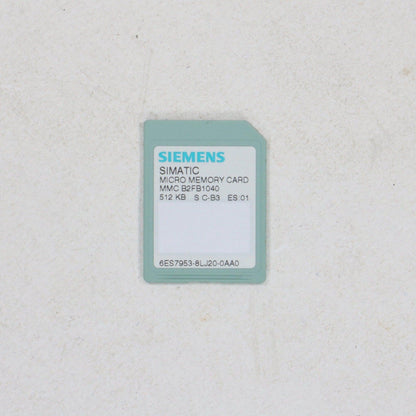 SIEMENS
SIMATIC
MICRO MEMORY CARD
MMC B2FB1040
512 KB S C-B3 ES:01
6ES7953-8LJ20-0AA0